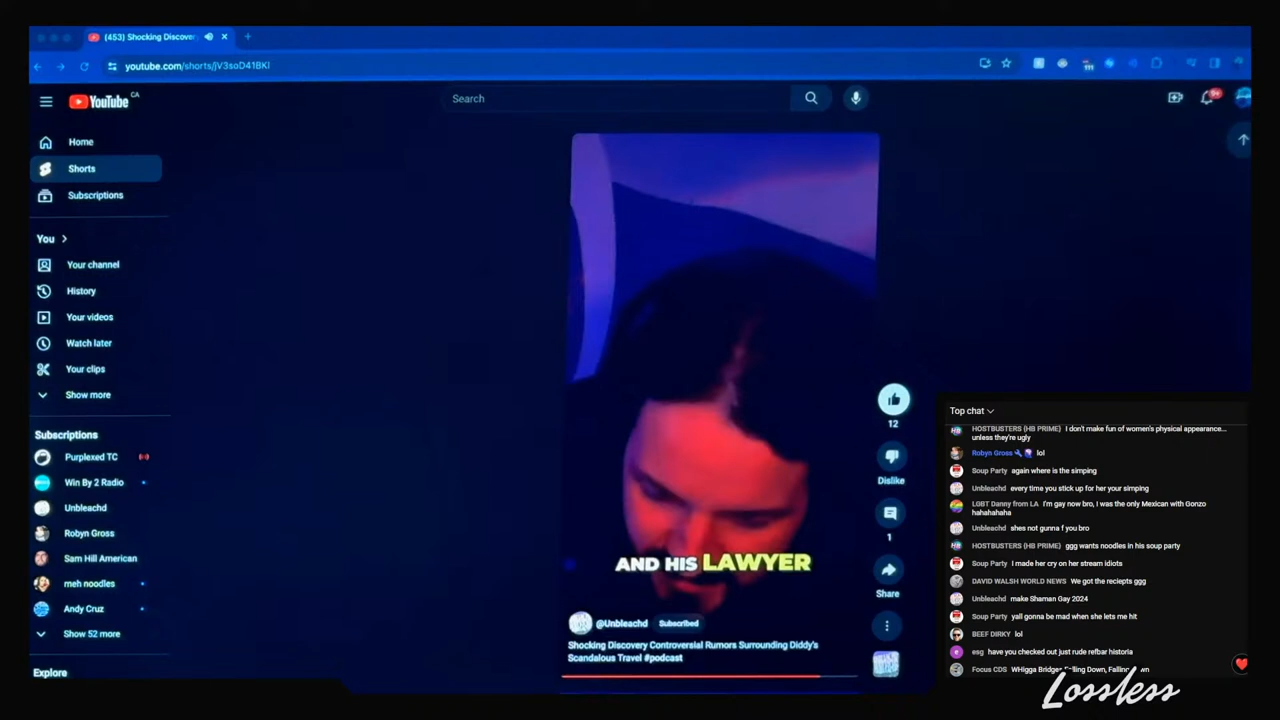 (453) Shocking Discover
youtube.com/shorts/jV3soD41BKI
YouTube CA
Search
9+
Home
Shorts
Subscriptions
You
Your channel
History
Your videos
Watch later
Your clips
Show more
Subscriptions
Purplexed TC
Win By 2 Radio
Unbleachd
Robyn Gross
Sam Hill American
meh noodles
Andy Cruz
Show 52 more
Explore
AND HIS LAWYER
@Unbleachd Subscribed
Shocking Discovery Controversial Rumors Surrounding Diddy's
Scandalous Travel #podcast
12
Dislike
1
Share
Top chat
HOSTBUSTERS (HB PRIME) I don't make fun of women's physical appearance...
unless they're ugly
Robyn Gross lol
Soup Party again where is the simping
Unbleachd every time you stick up for her your simping
LGBT Danny from LA I'm gay now bro, I was the only Mexican with Gonzo
hahahahaha
Unbleachd shes not gunna f you bro
HOSTBUSTERS (HB PRIME) ggg wants noodles in his soup party
Soup Party I made her cry on her stream idiots
DAVID WALSH WORLD NEWS We got the reciepts ggg
Unbleachd make Shaman Gay 2024
Soup Party yall gonna be mad when she lets me hit
BEEF DIRKY lol
esg have you checked out just rude refbar historia
Focus CDS WHigga Bridges Falling Down,
Lossless